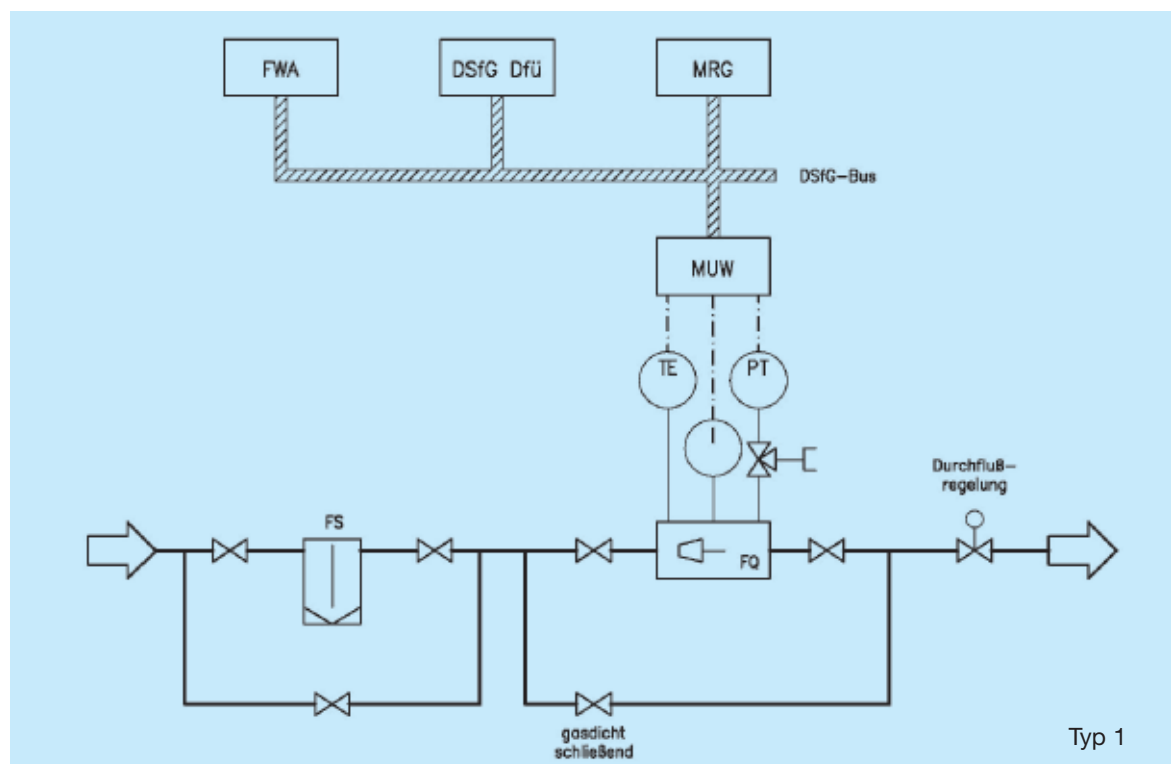 FWA
DSfG Dfü
MRG
DSfG-Bus
MUW
TE
PT
Durchfluß-
regelung
FS
FQ
gasdicht
schließend
Typ 1